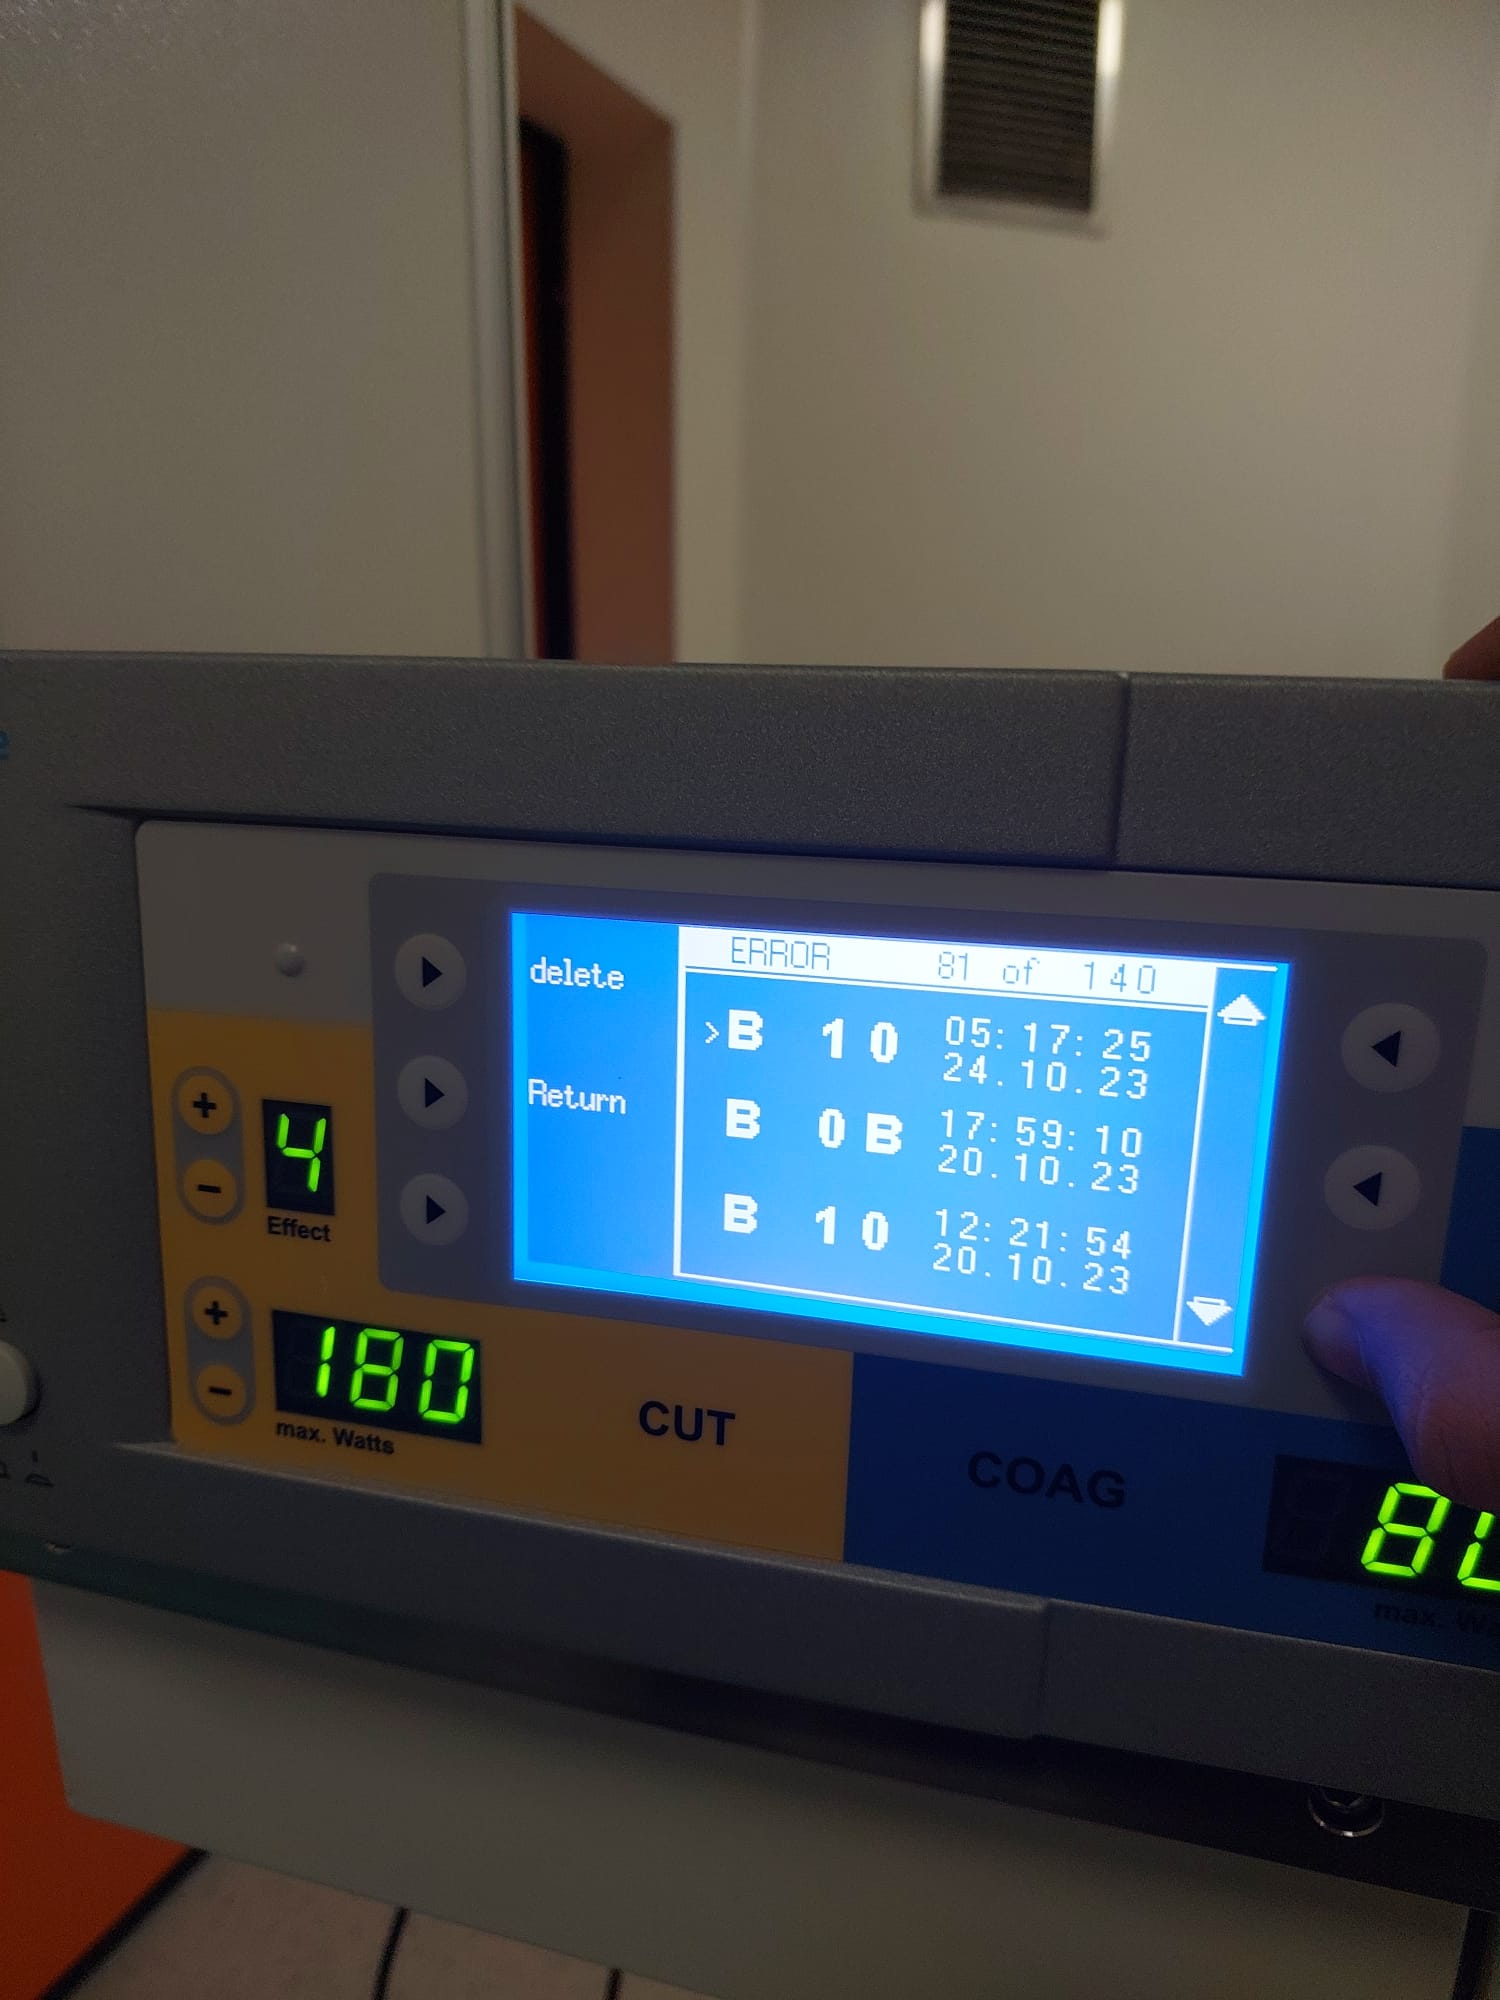 delete
Return
ERROR 81 of 140
>B 10 05:17:25
24.10.23
B 0B 17:59:10
20.10.23
B 10 12:21:54
20.10.23
+
4
-
Effect
+
180
-
max. Watts
CUT
COAG
max.